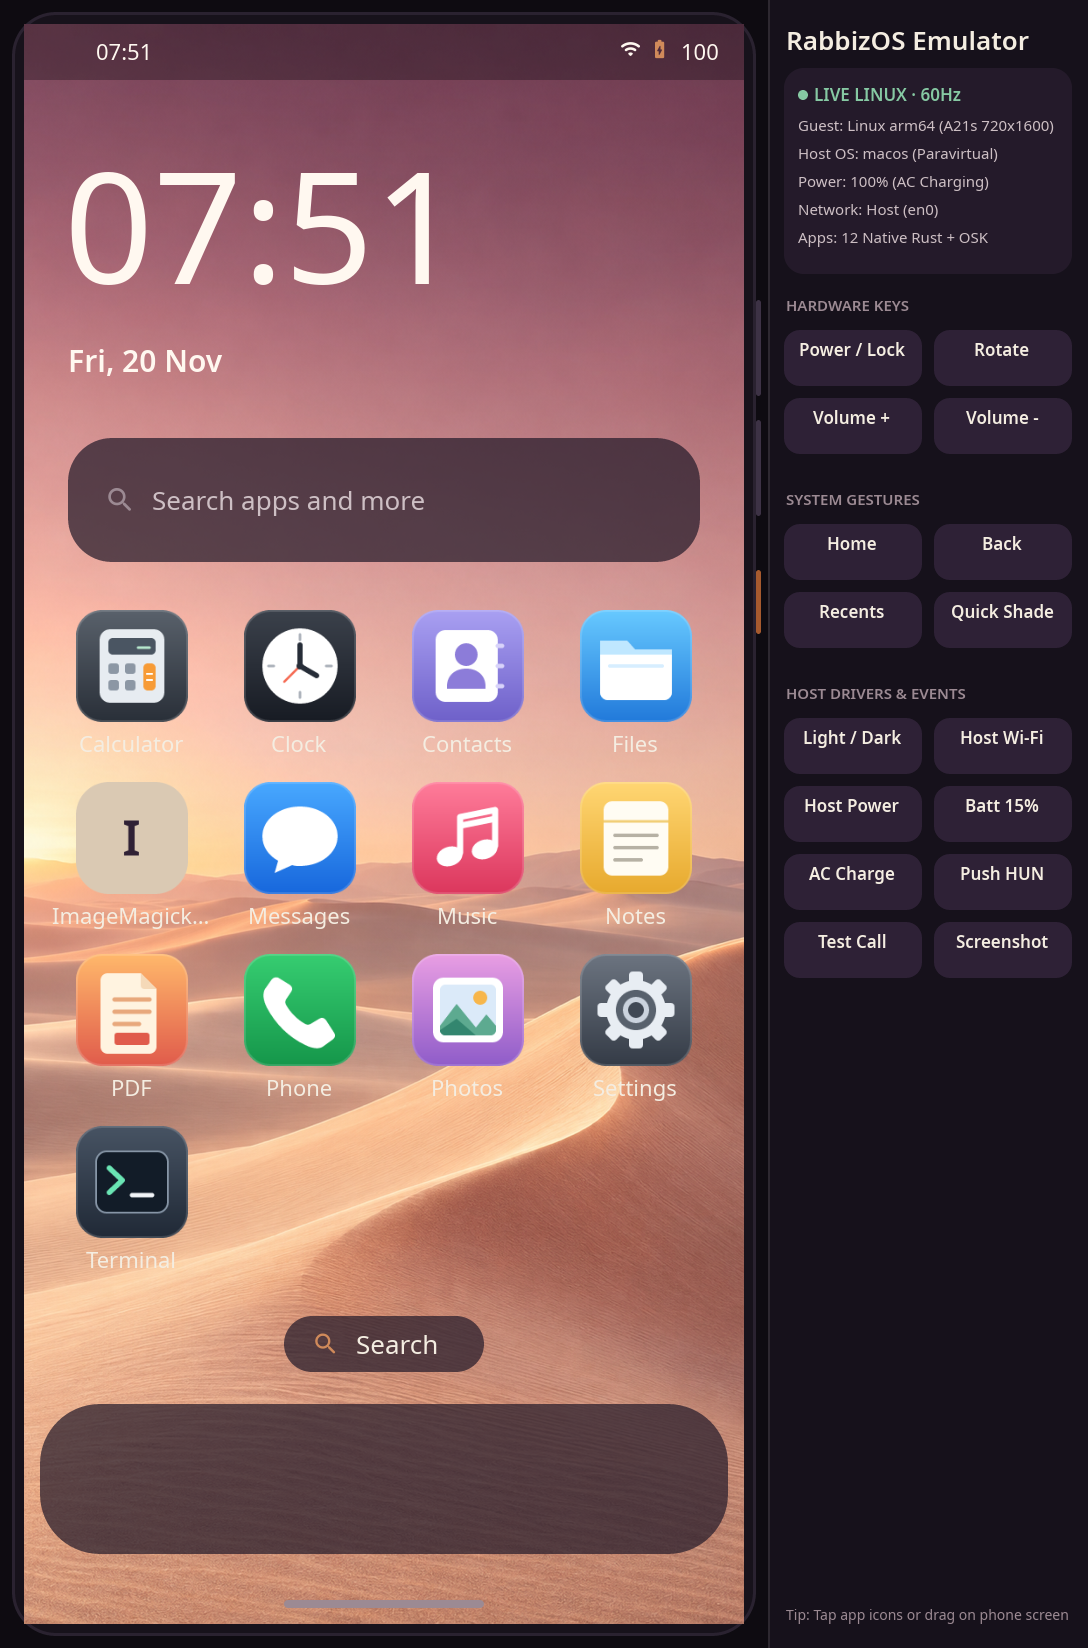 07:51
100
07:51
Fri, 20 Nov
Search apps and more
Calculator
Clock
Contacts
Files
I
ImageMagick...
Messages
Music
Notes
PDF
Phone
Photos
Settings
Terminal
Search
RabbizOS Emulator
LIVE LINUX · 60Hz
Guest: Linux arm64 (A21s 720x1600)
Host OS: macos (Paravirtual)
Power: 100% (AC Charging)
Network: Host (en0)
Apps: 12 Native Rust + OSK
HARDWARE KEYS
Power / Lock
Rotate
Volume +
Volume -
SYSTEM GESTURES
Home
Back
Recents
Quick Shade
HOST DRIVERS & EVENTS
Light / Dark
Host Wi-Fi
Host Power
Batt 15%
AC Charge
Push HUN
Test Call
Screenshot
Tip: Tap app icons or drag on phone screen